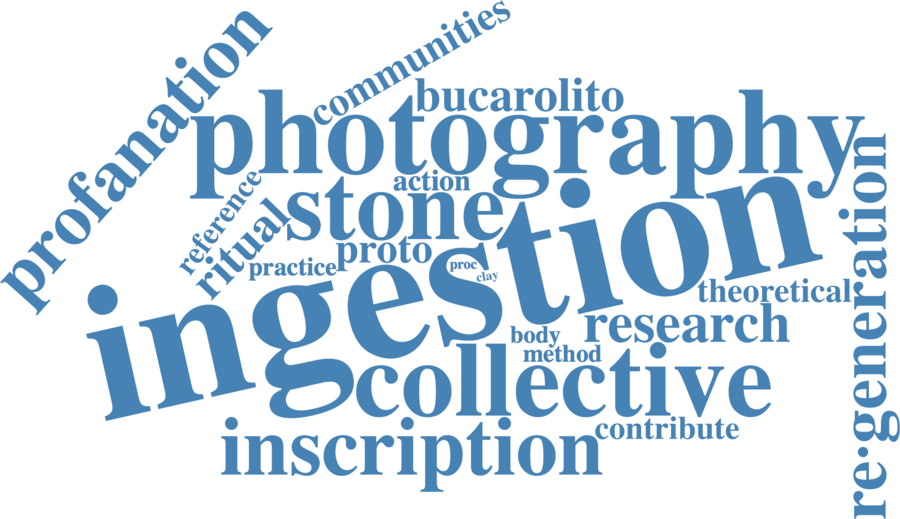 profanation
communities
bucarolito
photography
action
stone
reference
ritual
proto
practice
proc
clay
ingestion
theoretical
re·generation
research
body
method
collective
contribute
inscription